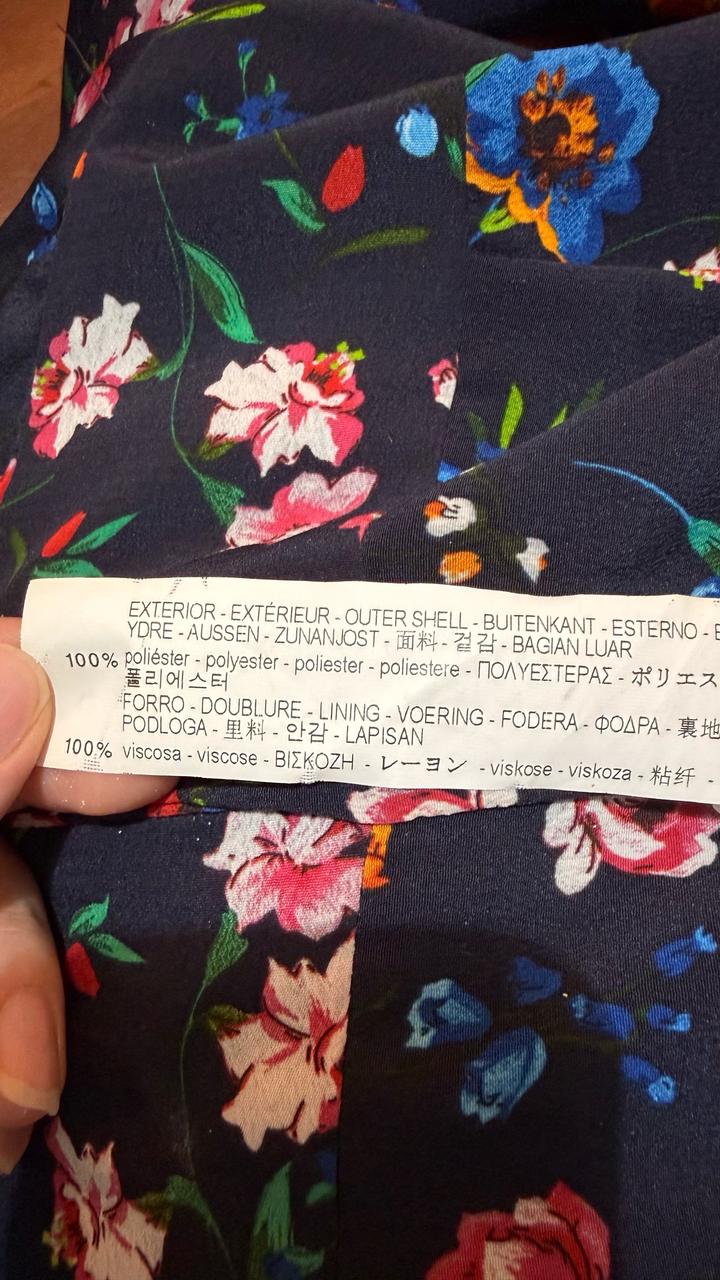 EXTERIOR - EXTÉRIEUR - OUTER SHELL - BUITENKANT - ESTERNO -
YDRE - AUSSEN - ZUNANJOST - 面料 - 겉감 - BAGIAN LUAR
100% poliéster - polyester - poliester - poliestere - ΠΟΛΥΕΣΤΕΡΑΣ - ポリエス
폴리에스터
FORRO - DOUBLURE - LINING - VOERING - FODERA - ΦΟΔΡΑ - 裏地
PODLOGA - 里料 - 안감 - LAPISAN
100% viscosa - viscose - ΒΙΣΚΟΖΗ - レーヨン - viskose - viskoza - 粘纤 -